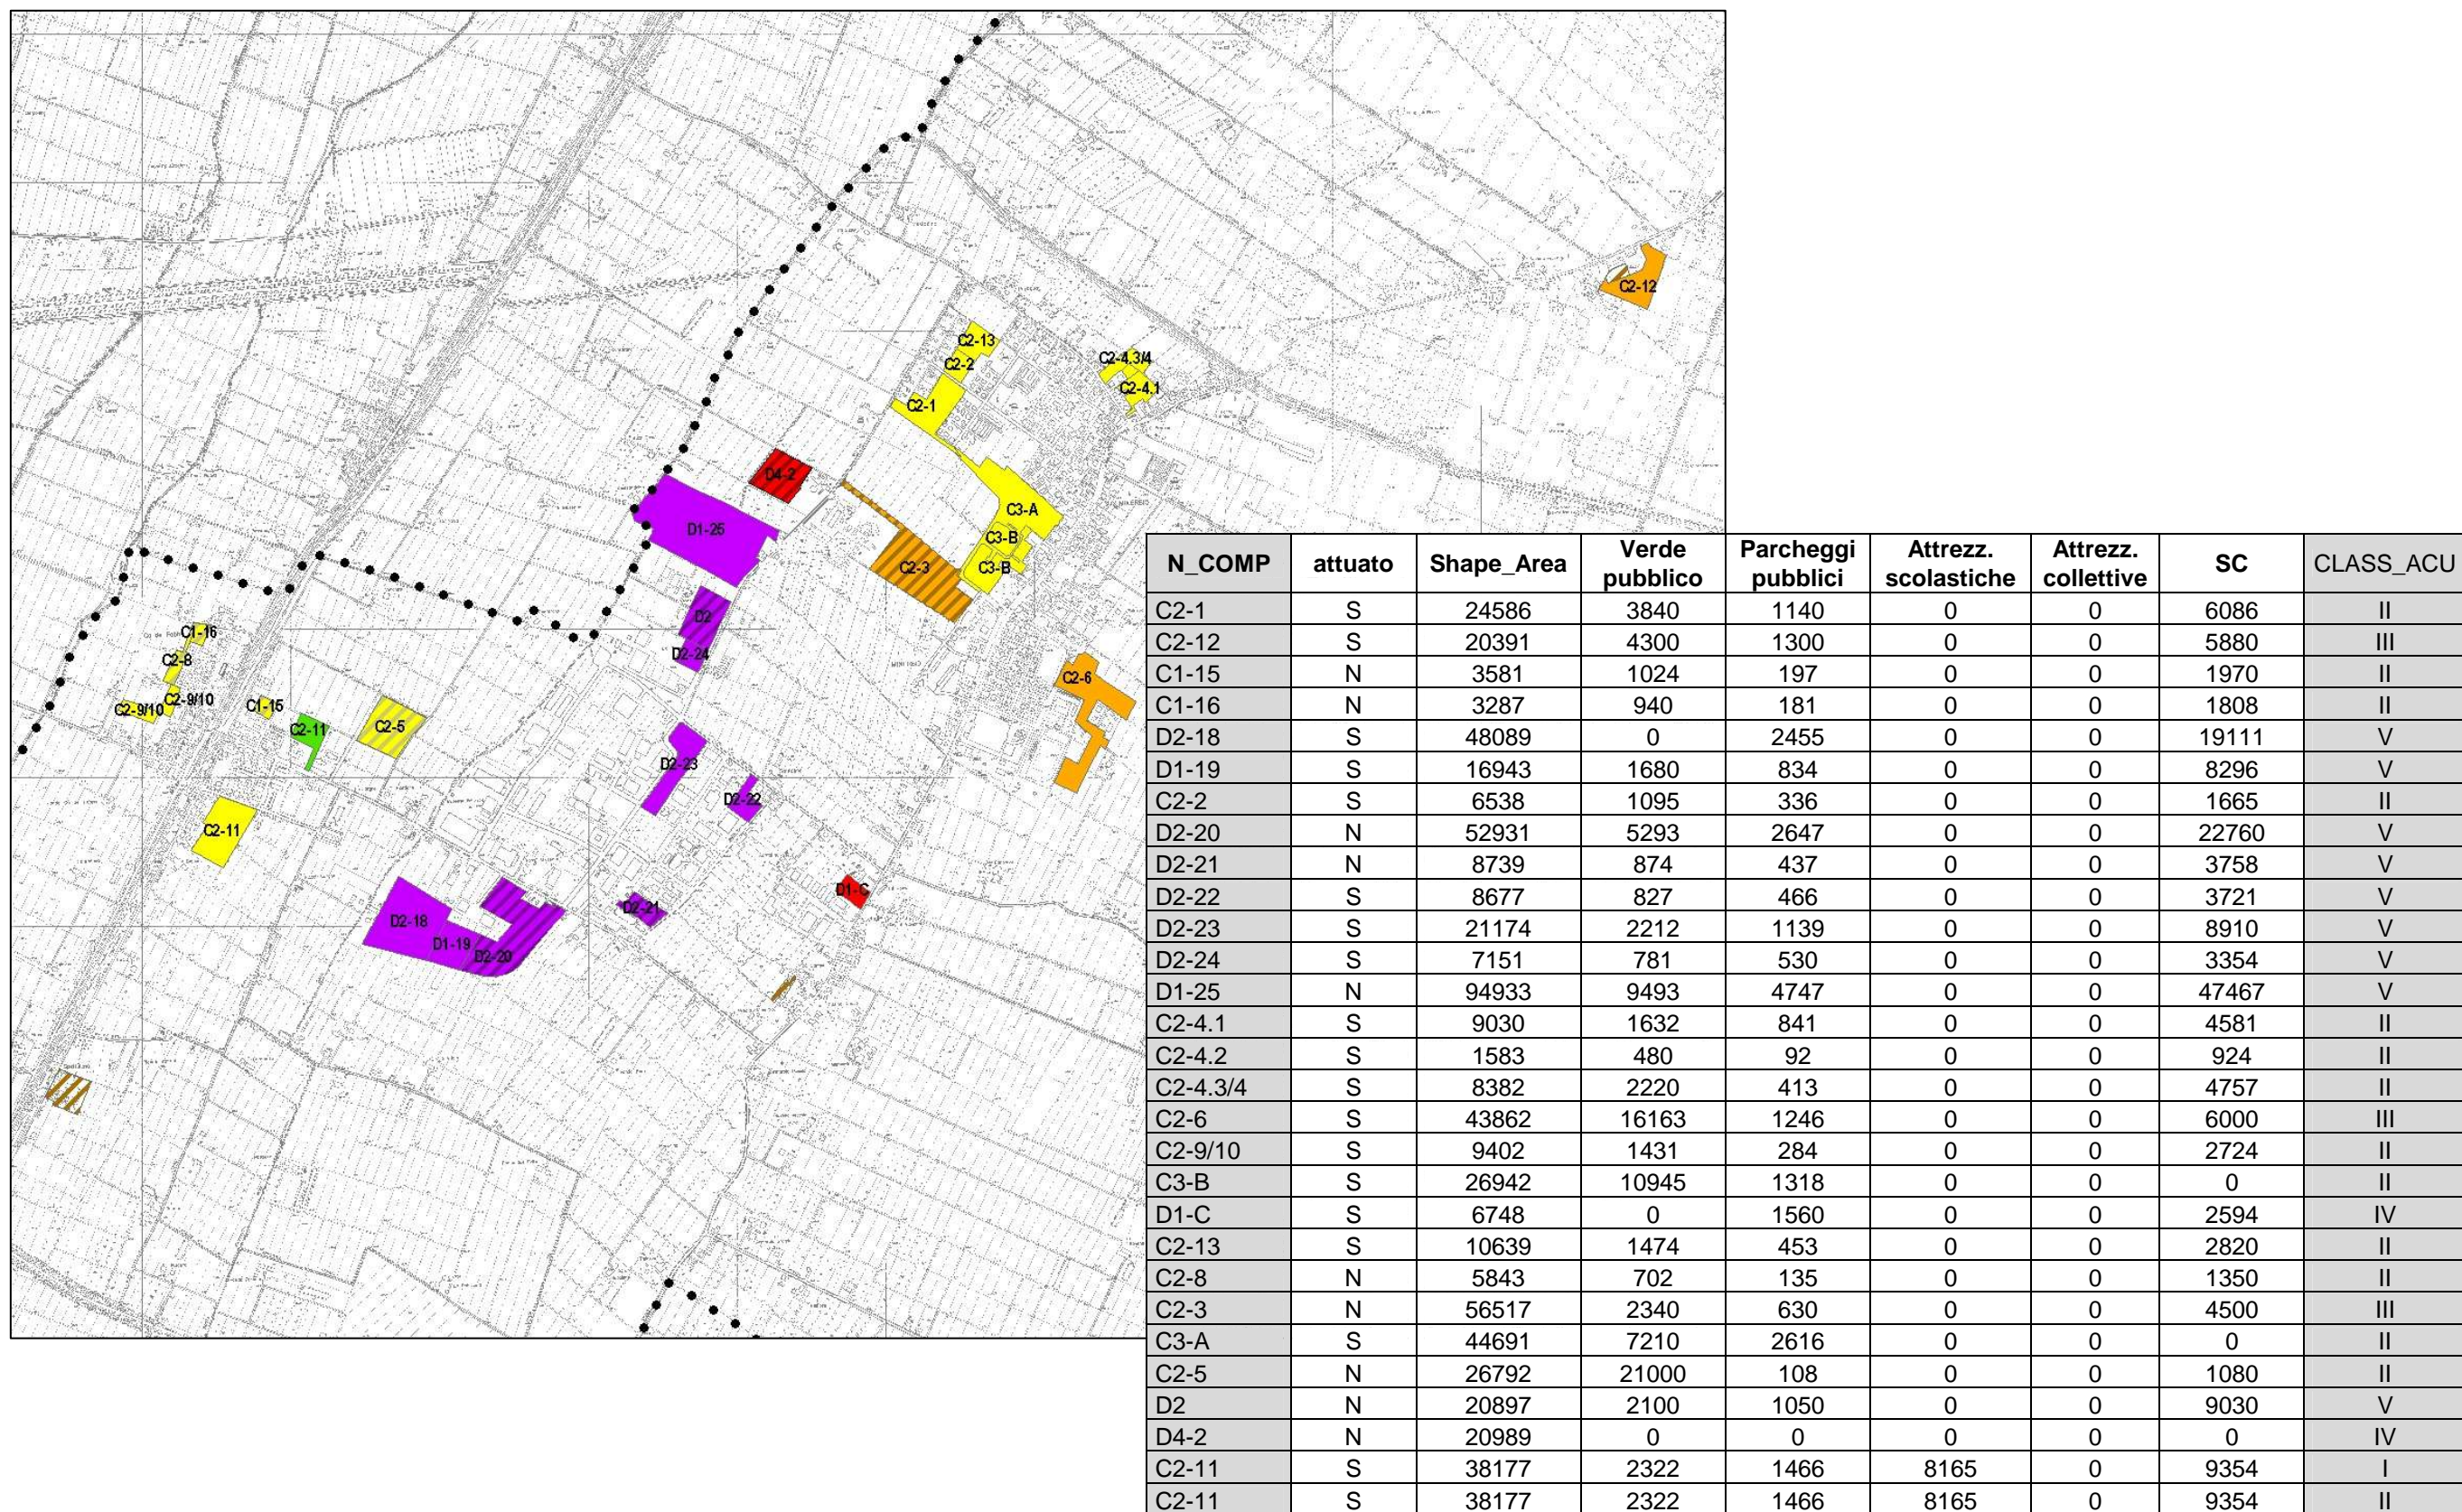 C2-12
C2-13
C2-2
C2-4.3/4
C2-4.1
C2-1
D4-2
C3-A
D1-25
C3-B
C2-3
C3-B
D2
C1-16
D2-24
C2-8
C2-6
C2-9/10
C2-9/10
C1-15
C2-11
C2-5
D2-23
D2-22
C2-11
D1-C
D2-21
D2-18
D1-19
D2-20
N_COMP attuato Shape_Area Verde pubblico Parcheggi pubblici Attrezz. scolastiche Attrezz. collettive SC CLASS_ACU
C2-1 S 24586 3840 1140 0 0 6086 II
C2-12 S 20391 4300 1300 0 0 5880 III
C1-15 N 3581 1024 197 0 0 1970 II
C1-16 N 3287 940 181 0 0 1808 II
D2-18 S 48089 0 2455 0 0 19111 V
D1-19 S 16943 1680 834 0 0 8296 V
C2-2 S 6538 1095 336 0 0 1665 II
D2-20 N 52931 5293 2647 0 0 22760 V
D2-21 N 8739 874 437 0 0 3758 V
D2-22 S 8677 827 466 0 0 3721 V
D2-23 S 21174 2212 1139 0 0 8910 V
D2-24 S 7151 781 530 0 0 3354 V
D1-25 N 94933 9493 4747 0 0 47467 V
C2-4.1 S 9030 1632 841 0 0 4581 II
C2-4.2 S 1583 480 92 0 0 924 II
C2-4.3/4 S 8382 2220 413 0 0 4757 II
C2-6 S 43862 16163 1246 0 0 6000 III
C2-9/10 S 9402 1431 284 0 0 2724 II
C3-B S 26942 10945 1318 0 0 0 II
D1-C S 6748 0 1560 0 0 2594 IV
C2-13 S 10639 1474 453 0 0 2820 II
C2-8 N 5843 702 135 0 0 1350 II
C2-3 N 56517 2340 630 0 0 4500 III
C3-A S 44691 7210 2616 0 0 0 II
C2-5 N 26792 21000 108 0 0 1080 II
D2 N 20897 2100 1050 0 0 9030 V
D4-2 N 20989 0 0 0 0 0 IV
C2-11 S 38177 2322 1466 8165 0 9354 I
C2-11 S 38177 2322 1466 8165 0 9354 II